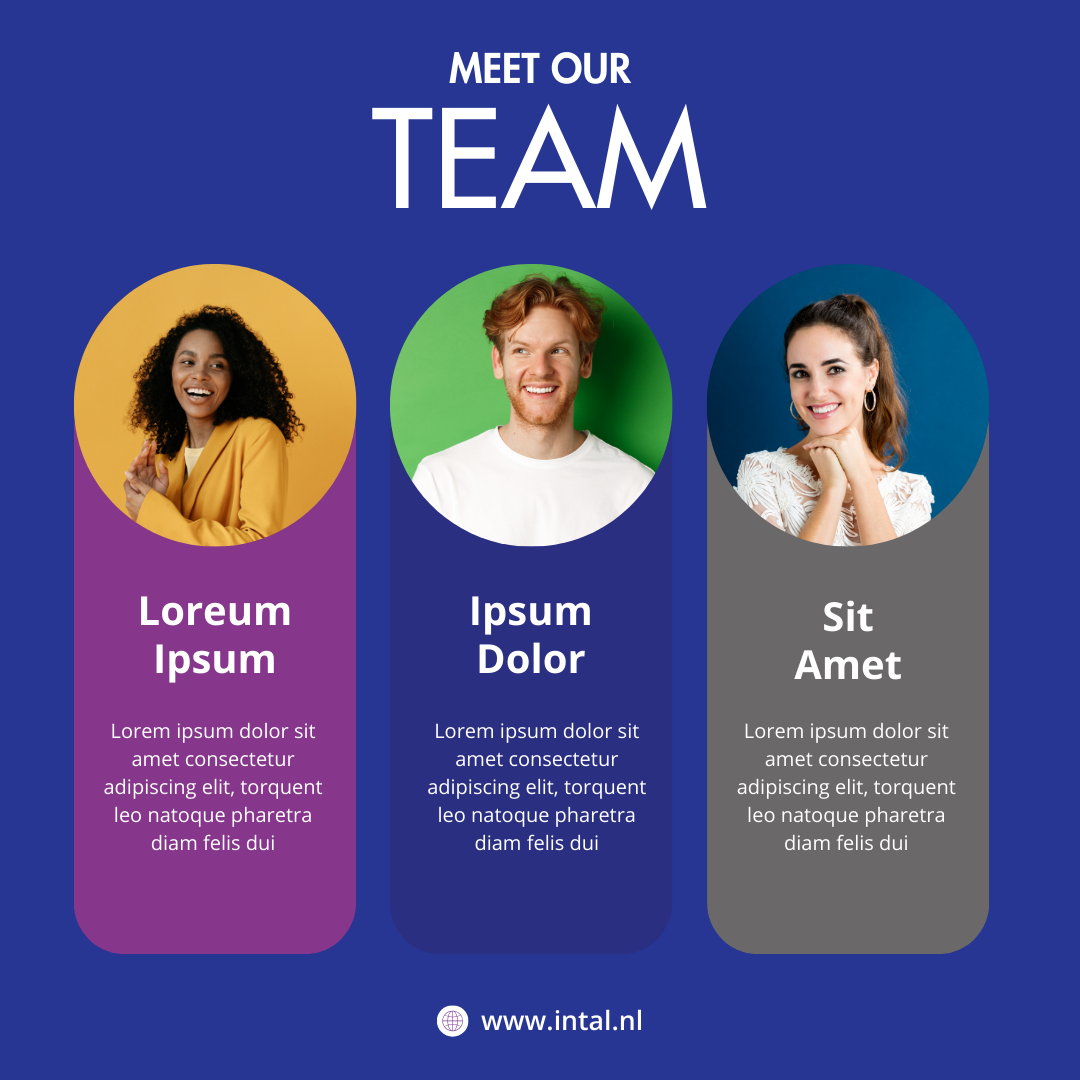 MEET OUR
TEAM
Loreum
Ipsum
Lorem ipsum dolor sit
amet consectetur
adipiscing elit, torquent
leo natoque pharetra
diam felis dui
Ipsum
Dolor
Lorem ipsum dolor sit
amet consectetur
adipiscing elit, torquent
leo natoque pharetra
diam felis dui
Sit
Amet
Lorem ipsum dolor sit
amet consectetur
adipiscing elit, torquent
leo natoque pharetra
diam felis dui
www.intal.nl